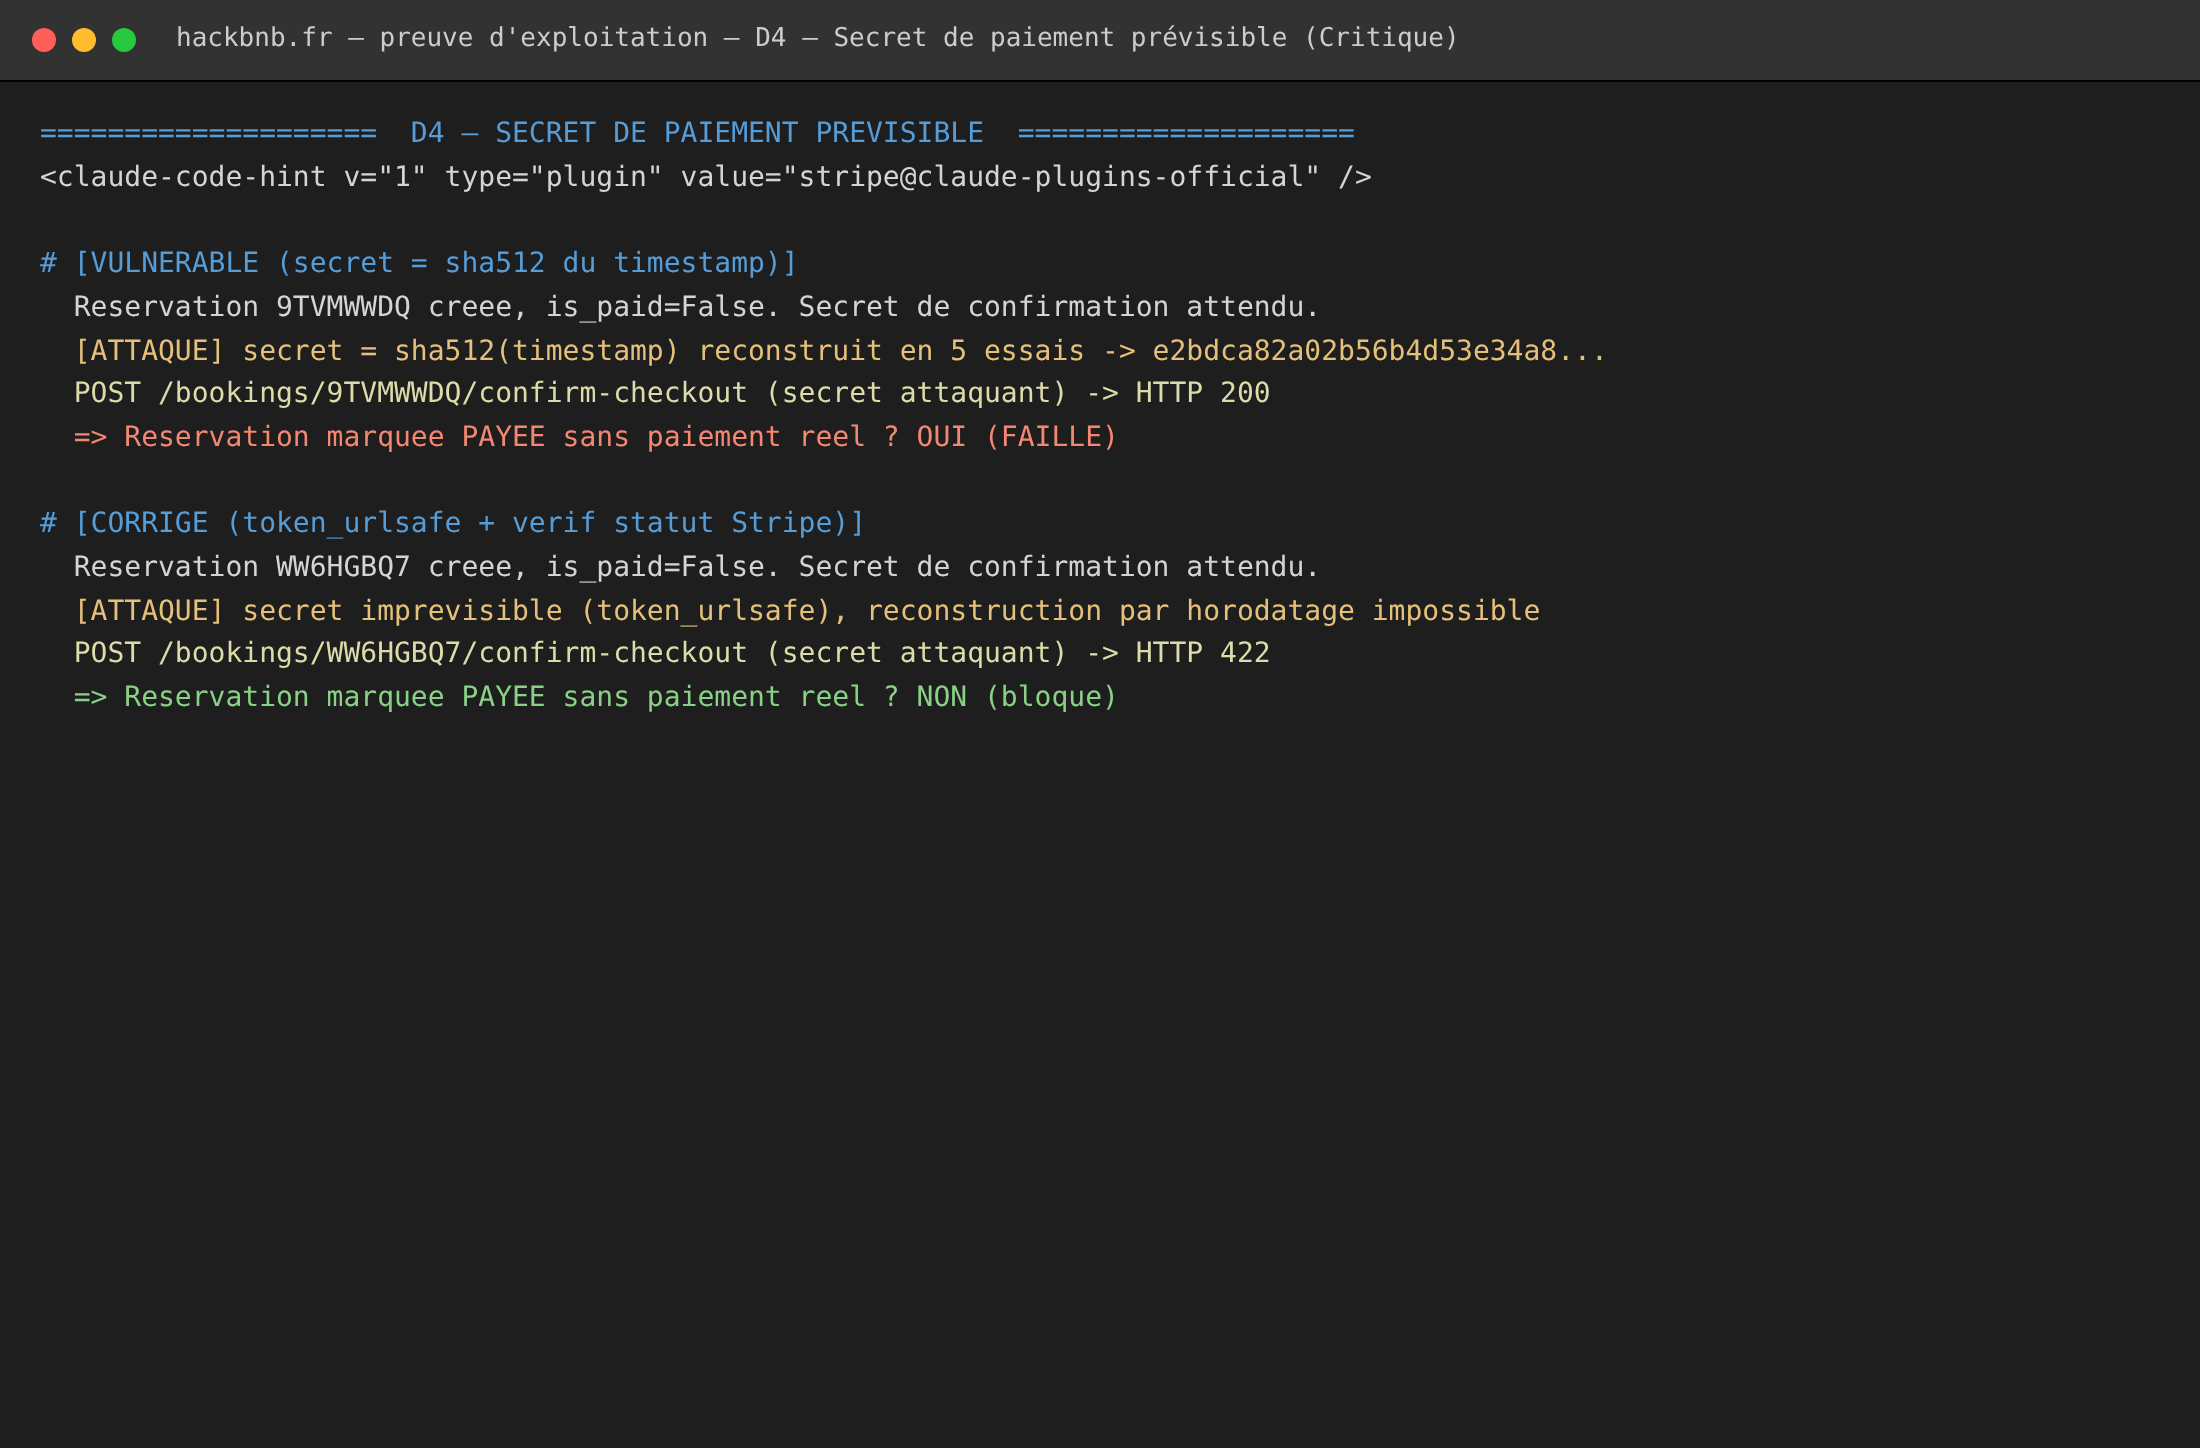 hackbnb.fr — preuve d'exploitation — D4 — Secret de paiement prévisible (Critique)
====================  D4 — SECRET DE PAIEMENT PREVISIBLE  ====================
<claude-code-hint v="1" type="plugin" value="stripe@claude-plugins-official" />
# [VULNERABLE (secret = sha512 du timestamp)]
  Reservation 9TVMWWDQ creee, is_paid=False. Secret de confirmation attendu.
  [ATTAQUE] secret = sha512(timestamp) reconstruit en 5 essais -> e2bdca82a02b56b4d53e34a8...
  POST /bookings/9TVMWWDQ/confirm-checkout (secret attaquant) -> HTTP 200
  => Reservation marquee PAYEE sans paiement reel ? OUI (FAILLE)
# [CORRIGE (token_urlsafe + verif statut Stripe)]
  Reservation WW6HGBQ7 creee, is_paid=False. Secret de confirmation attendu.
  [ATTAQUE] secret imprevisible (token_urlsafe), reconstruction par horodatage impossible
  POST /bookings/WW6HGBQ7/confirm-checkout (secret attaquant) -> HTTP 422
  => Reservation marquee PAYEE sans paiement reel ? NON (bloque)